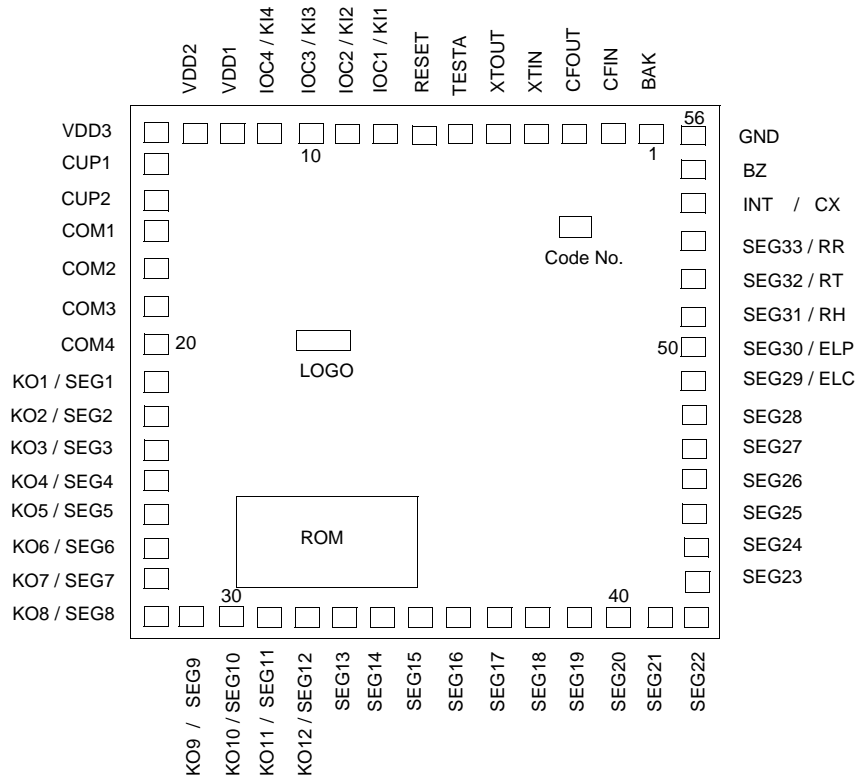 VDD2
VDD1
IOC4 / KI4
IOC3 / KI3
IOC2 / KI2
IOC1 / KI1
RESET
TESTA
XTOUT
XTIN
CFOUT
CFIN
BAK
VDD3
CUP1
CUP2
COM1
COM2
COM3
COM4
KO1 / SEG1
KO2 / SEG2
KO3 / SEG3
KO4 / SEG4
KO5 / SEG5
KO6 / SEG6
KO7 / SEG7
KO8 / SEG8
10
1
56
Code No.
20
LOGO
50
ROM
30
40
GND
BZ
INT / CX
SEG33 / RR
SEG32 / RT
SEG31 / RH
SEG30 / ELP
SEG29 / ELC
SEG28
SEG27
SEG26
SEG25
SEG24
SEG23
KO9 / SEG9
KO10 / SEG10
KO11 / SEG11
KO12 / SEG12
SEG13
SEG14
SEG15
SEG16
SEG17
SEG18
SEG19
SEG20
SEG21
SEG22